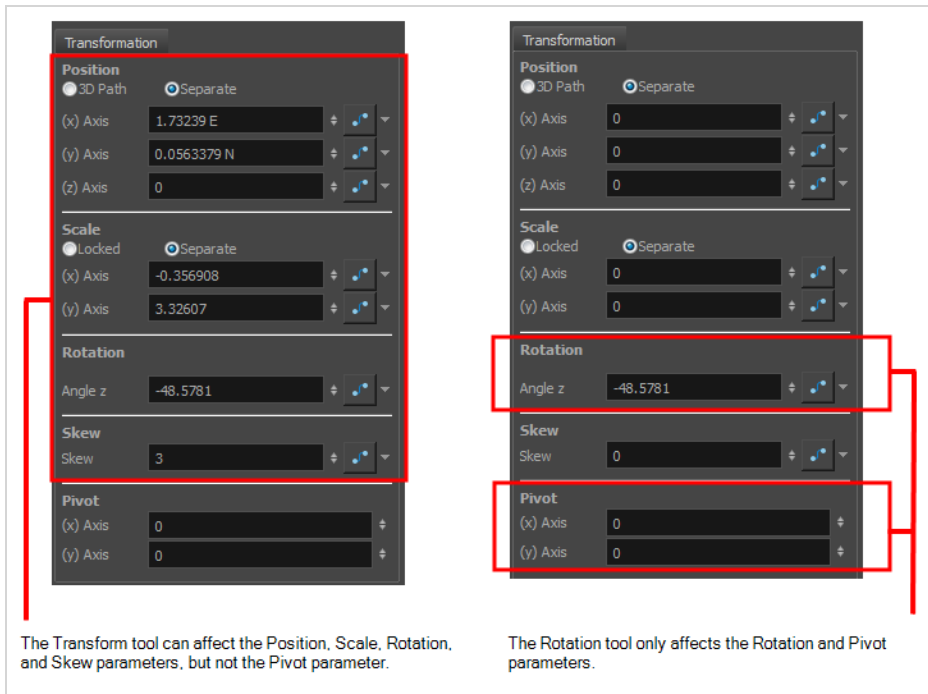 Transformation
Position
3D Path Separate
(x) Axis 1.73239 E
(y) Axis 0.0563379 N
(z) Axis 0
Scale
Locked Separate
(x) Axis -0.356908
(y) Axis 3.32607
Rotation
Angle z -48.5781
Skew
Skew 3
Pivot
(x) Axis 0
(y) Axis 0
The Transform tool can affect the Position, Scale, Rotation,
and Skew parameters, but not the Pivot parameter.
Transformation
Position
3D Path Separate
(x) Axis 0
(y) Axis 0
(z) Axis 0
Scale
Locked Separate
(x) Axis 0
(y) Axis 0
Rotation
Angle z -48.5781
Skew
Skew 0
Pivot
(x) Axis 0
(y) Axis 0
The Rotation tool only affects the Rotation and Pivot
parameters.